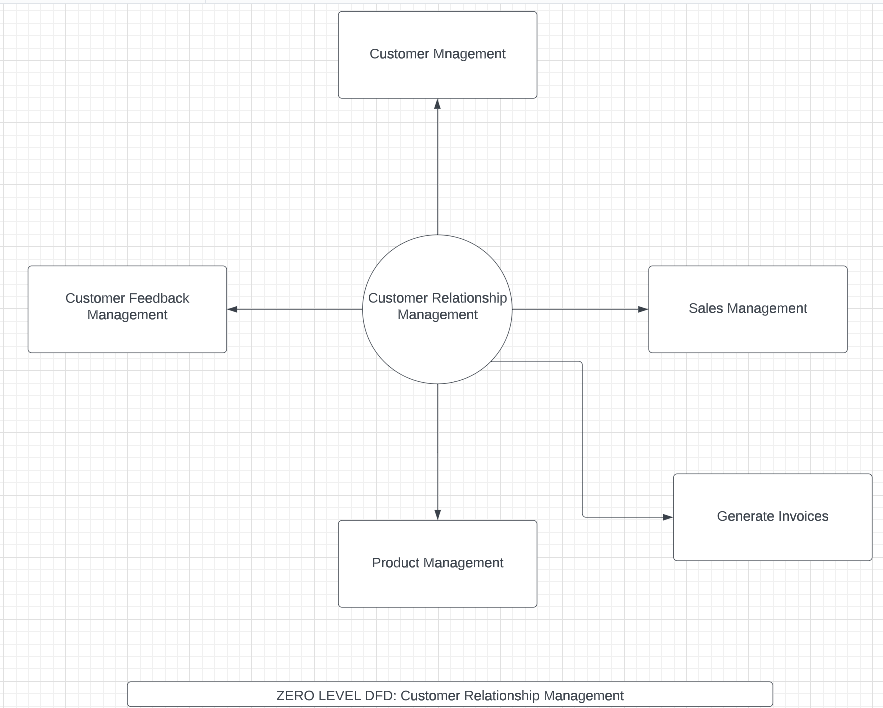 Customer Mnagement
Customer Feedback
Management
Customer Relationship
Management
Sales Management
Generate Invoices
Product Management
ZERO LEVEL DFD: Customer Relationship Management